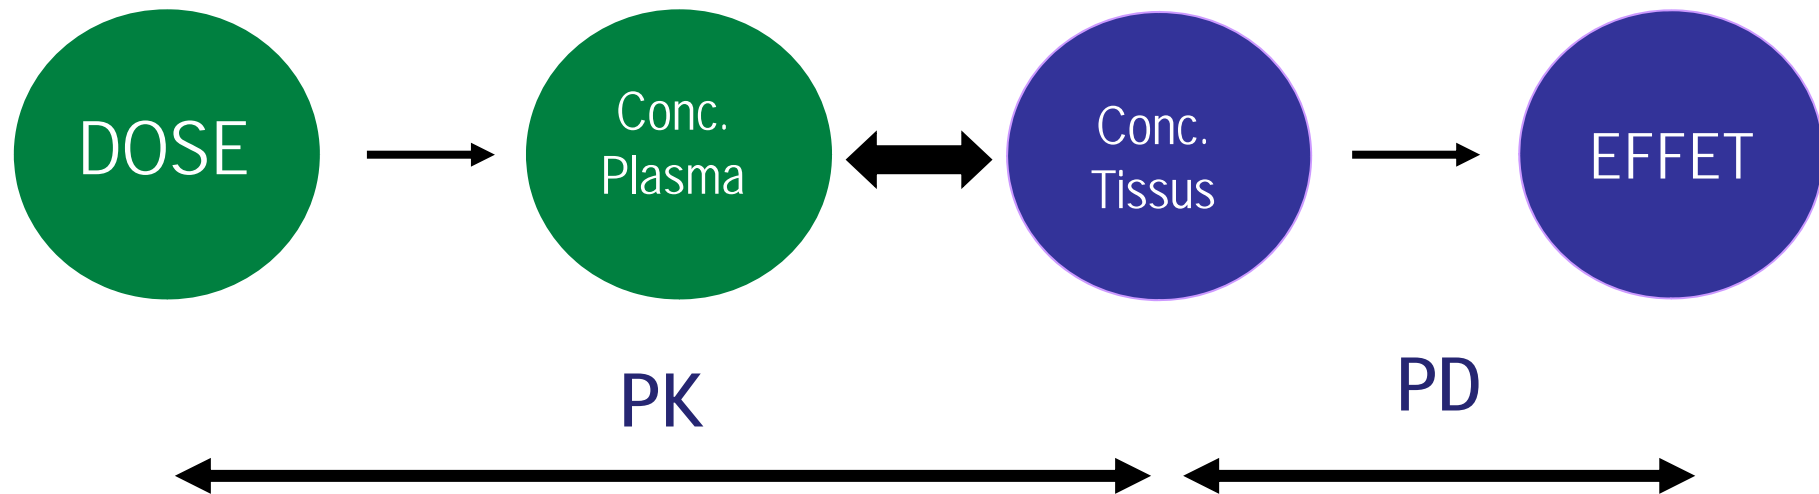 DOSE
Conc.
Plasma
Conc.
Tissus
EFFET
PK
PD